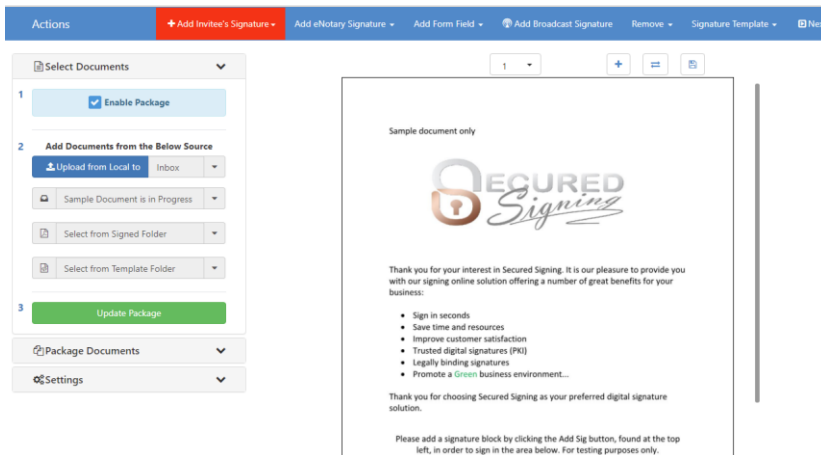 Actions
Add Invitee's Signature
Add eNotary Signature
Add Form Field
Add Broadcast Signature
Remove
Signature Template
Select Documents
1
Enable Package
2
Add Documents from the Below Source
Upload from Local to
Inbox
Sample Document is in Progress
Select from Signed Folder
Select from Template Folder
3
Update Package
Package Documents
Settings
1
Sample document only
SECURED
Signing
Thank you for your interest in Secured Signing. It is our pleasure to provide you
with our signing online solution offering a number of great benefits for your
business:
• Sign in seconds
• Save time and resources
• Improve customer satisfaction
• Trusted digital signatures (PKI)
• Legally binding signatures
• Promote a Green business environment...
Thank you for choosing Secured Signing as your preferred digital signature
solution.
Please add a signature block by clicking the Add Sig button, found at the top
left, in order to sign in the area below. For testing purposes only.